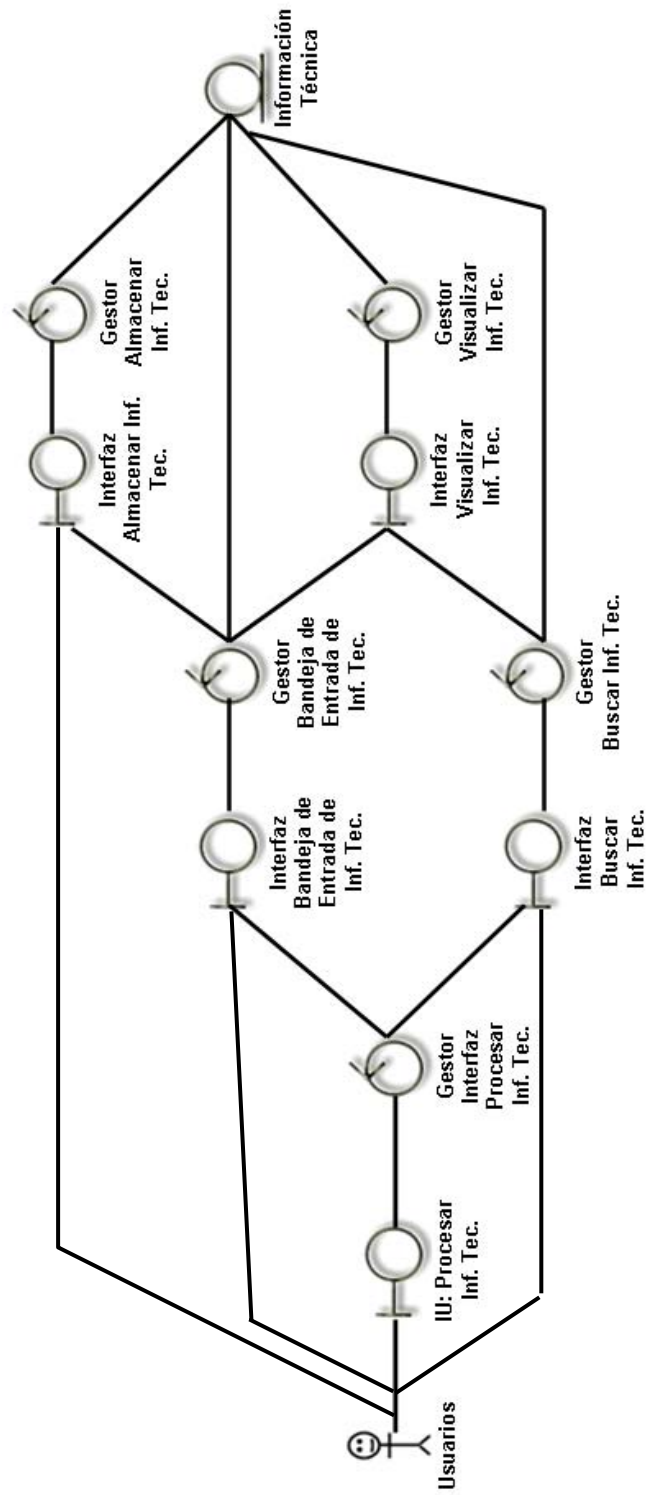 Usuarios
IU: Procesar
Inf. Tec.
Gestor
Interfaz
Procesar
Inf. Tec.
Interfaz
Bandeja de
Entrada de
Inf. Tec.
Interfaz
Buscar
Inf. Tec.
Gestor
Bandeja de
Entrada de
Inf. Tec.
Gestor
Buscar Inf. Tec.
Interfaz
Almacenar Inf.
Tec.
Interfaz
Visualizar
Inf. Tec.
Gestor
Almacenar
Inf. Tec.
Gestor
Visualizar
Inf. Tec.
Información
Técnica